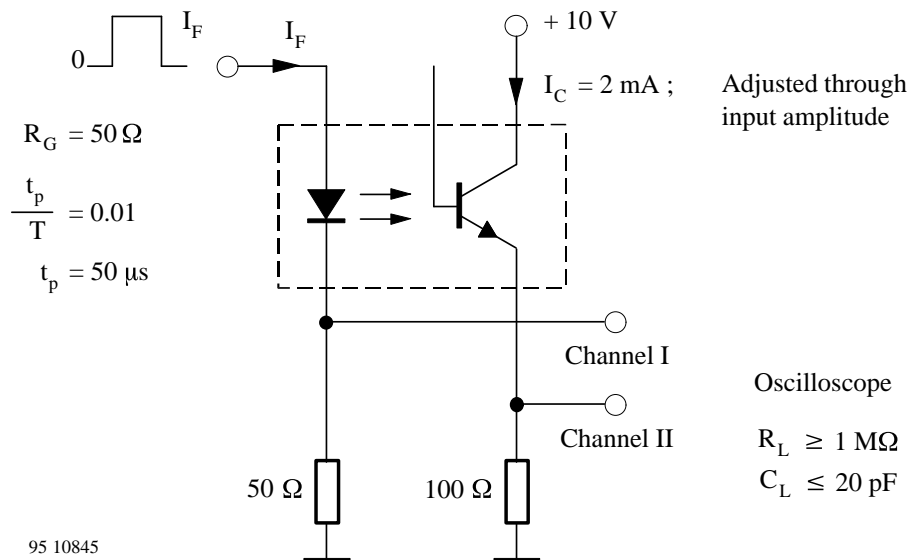 I_F
0
I_F
+ 10 V
I_C = 2 mA ;
Adjusted through
input amplitude
R_G = 50 Ω
t_p / T = 0.01
t_p = 50 μs
Channel I
Channel II
Oscilloscope
R_L ≥ 1 MΩ
C_L ≤ 20 pF
50 Ω
100 Ω
95 10845